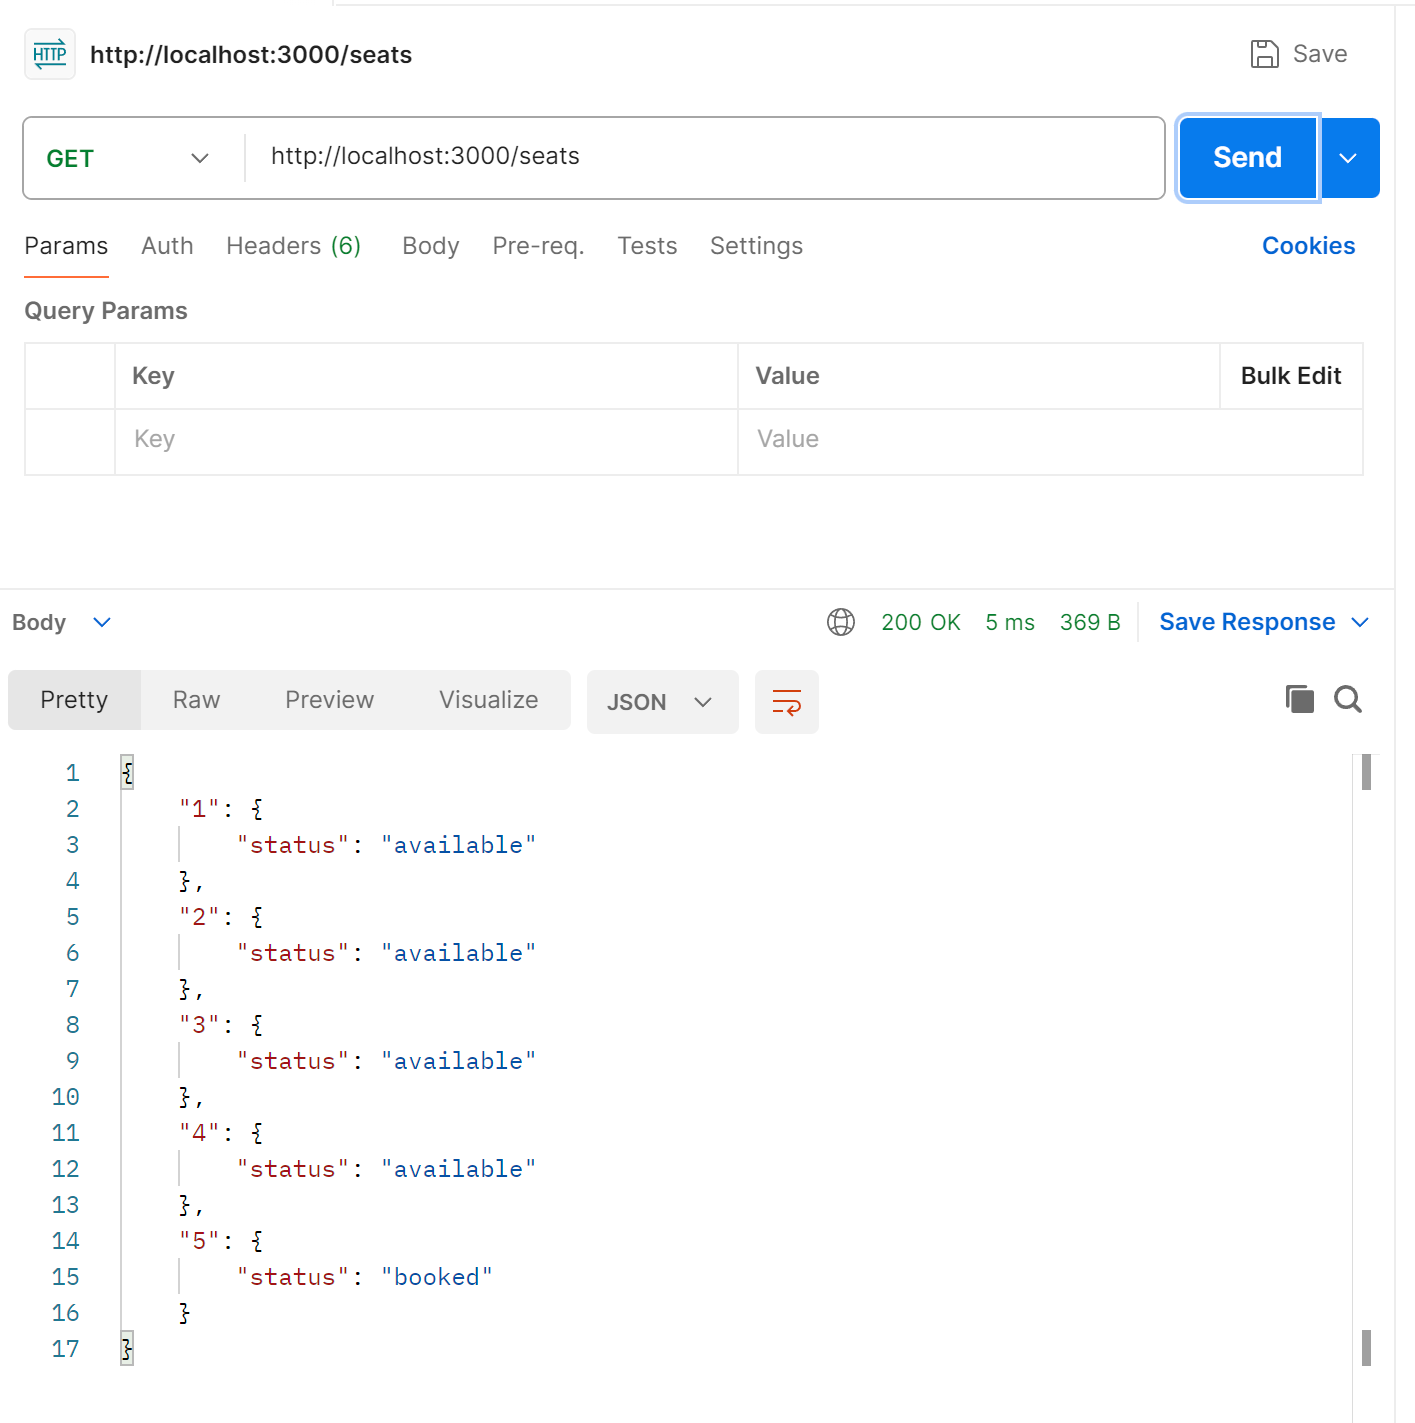 HTTP http://localhost:3000/seats Save
GET http://localhost:3000/seats Send
Params Auth Headers (6) Body Pre-req. Tests Settings Cookies
Query Params
Key Value Bulk Edit
Key Value
Body 200 OK 5 ms 369 B Save Response
Pretty Raw Preview Visualize JSON
1 {
2 "1": {
3 "status": "available"
4 },
5 "2": {
6 "status": "available"
7 },
8 "3": {
9 "status": "available"
10 },
11 "4": {
12 "status": "available"
13 },
14 "5": {
15 "status": "booked"
16 }
17 }